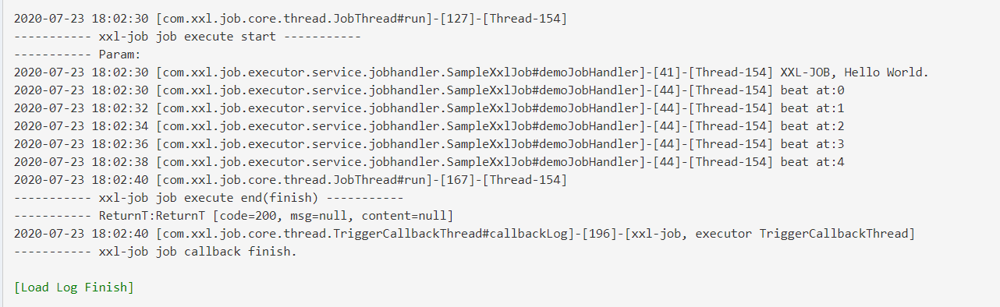 2020-07-23 18:02:30 [com.xxl.job.core.thread.JobThread#run]-[127]-[Thread-154]
----------- xxl-job job execute start -----------
----------- Param:
2020-07-23 18:02:30 [com.xxl.job.executor.service.jobhandler.SampleXxlJob#demoJobHandler]-[41]-[Thread-154] XXL-JOB, Hello World.
2020-07-23 18:02:30 [com.xxl.job.executor.service.jobhandler.SampleXxlJob#demoJobHandler]-[44]-[Thread-154] beat at:0
2020-07-23 18:02:32 [com.xxl.job.executor.service.jobhandler.SampleXxlJob#demoJobHandler]-[44]-[Thread-154] beat at:1
2020-07-23 18:02:34 [com.xxl.job.executor.service.jobhandler.SampleXxlJob#demoJobHandler]-[44]-[Thread-154] beat at:2
2020-07-23 18:02:36 [com.xxl.job.executor.service.jobhandler.SampleXxlJob#demoJobHandler]-[44]-[Thread-154] beat at:3
2020-07-23 18:02:38 [com.xxl.job.executor.service.jobhandler.SampleXxlJob#demoJobHandler]-[44]-[Thread-154] beat at:4
2020-07-23 18:02:40 [com.xxl.job.core.thread.JobThread#run]-[167]-[Thread-154]
----------- xxl-job job execute end(finish) -----------
----------- ReturnT:ReturnT [code=200, msg=null, content=null]
2020-07-23 18:02:40 [com.xxl.job.core.thread.TriggerCallbackThread#callbackLog]-[196]-[xxl-job, executor TriggerCallbackThread]
----------- xxl-job job callback finish.
[Load Log Finish]